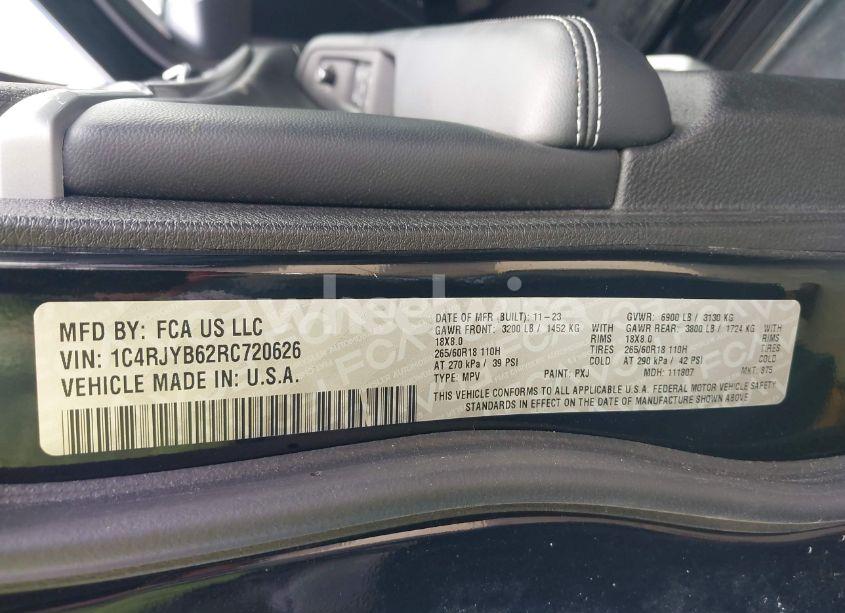 wheelwise
MFD BY: FCA US LLC
VIN: 1C4RJYB62RC720626
VEHICLE MADE IN: U.S.A.
DATE OF MFR (BUILT): 11-23 GVWR: 6900 LB / 3130 KG
GAWR FRONT: 3200 LB / 1452 KG RIMS GAWR REAR: 3800 LB / 1724 KG RIMS
18X8.0 TIRES 18X8.0 TIRES
265/60R18 110H COLD 265/60R18 110H COLD
AT 270 kPa / 39 PSI AT 290 kPa / 42 PSI
TYPE: MPV PAINT: PXJ MDH: 111807 MKT: 875
THIS VEHICLE CONFORMS TO ALL APPLICABLE U.S.A. FEDERAL MOTOR VEHICLE SAFETY
STANDARDS IN EFFECT ON THE DATE OF MANUFACTURE SHOWN ABOVE